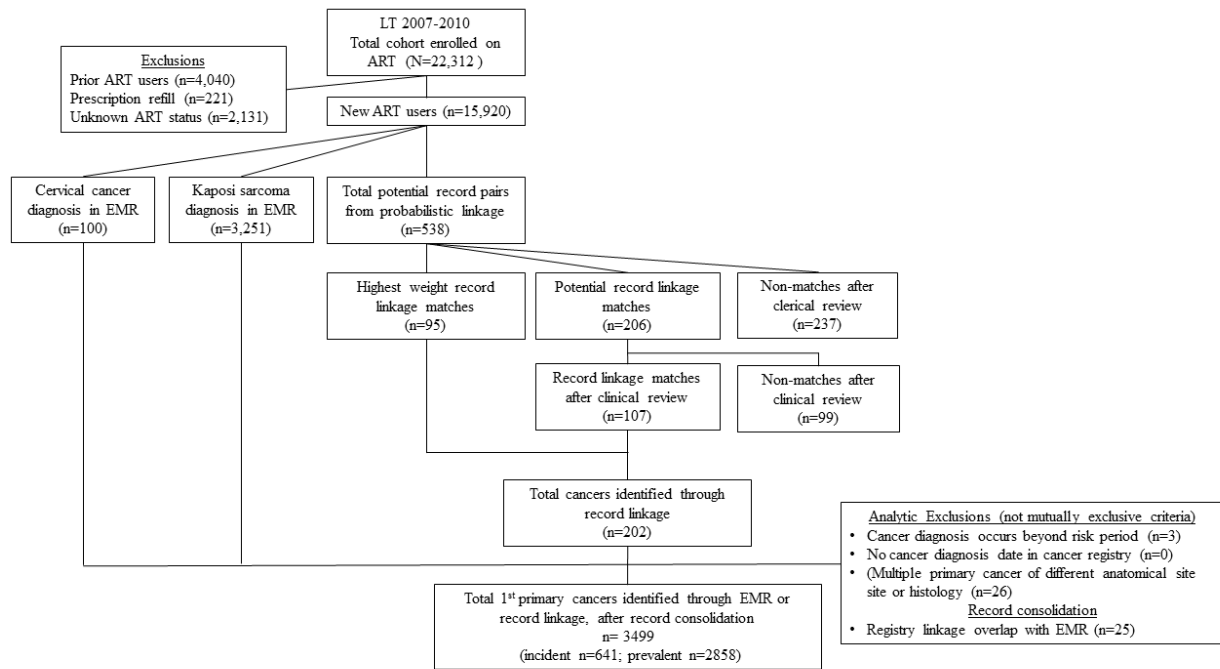 LT 2007-2010
Total cohort enrolled on
ART (N=22,312 )
Exclusions
Prior ART users (n=4,040)
Prescription refill (n=221)
Unknown ART status (n=2,131)
New ART users (n=15,920)
Cervical cancer
diagnosis in EMR
(n=100)
Kaposi sarcoma
diagnosis in EMR
(n=3,251)
Total potential record pairs
from probabilistic linkage
(n=538)
Highest weight record
linkage matches
(n=95)
Potential record linkage
matches
(n=206)
Non-matches after
clerical review
(n=237)
Record linkage matches
after clinical review
(n=107)
Non-matches after
clinical review
(n=99)
Total cancers identified through
record linkage
(n=202)
Analytic Exclusions (not mutually exclusive criteria)
• Cancer diagnosis occurs beyond risk period (n=3)
• No cancer diagnosis date in cancer registry (n=0)
• (Multiple primary cancer of different anatomical site
site or histology (n=26)
Record consolidation
• Registry linkage overlap with EMR (n=25)
Total 1st primary cancers identified through EMR or
record linkage, after record consolidation
n= 3499
(incident n=641; prevalent n=2858)